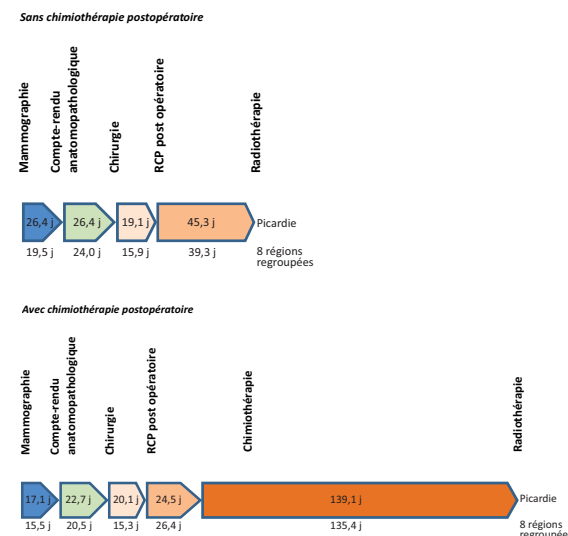 Sans chimiothérapie postopératoire
Mammographie
Compte-rendu
anatomopathologique
Chirurgie
RCP post opératoire
Radiothérapie
26,4 j
26,4 j
19,1 j
45,3 j
Picardie
19,5 j
24,0 j
15,9 j
39,3 j
8 régions
regroupées
Avec chimiothérapie postopératoire
Mammographie
Compte-rendu
anatomopathologique
Chirurgie
RCP post opératoire
Chimiothérapie
Radiothérapie
17,1 j
22,7 j
20,1 j
24,5 j
139,1 j
Picardie
15,5 j
20,5 j
15,3 j
26,4 j
135,4 j
8 régions
regroupée